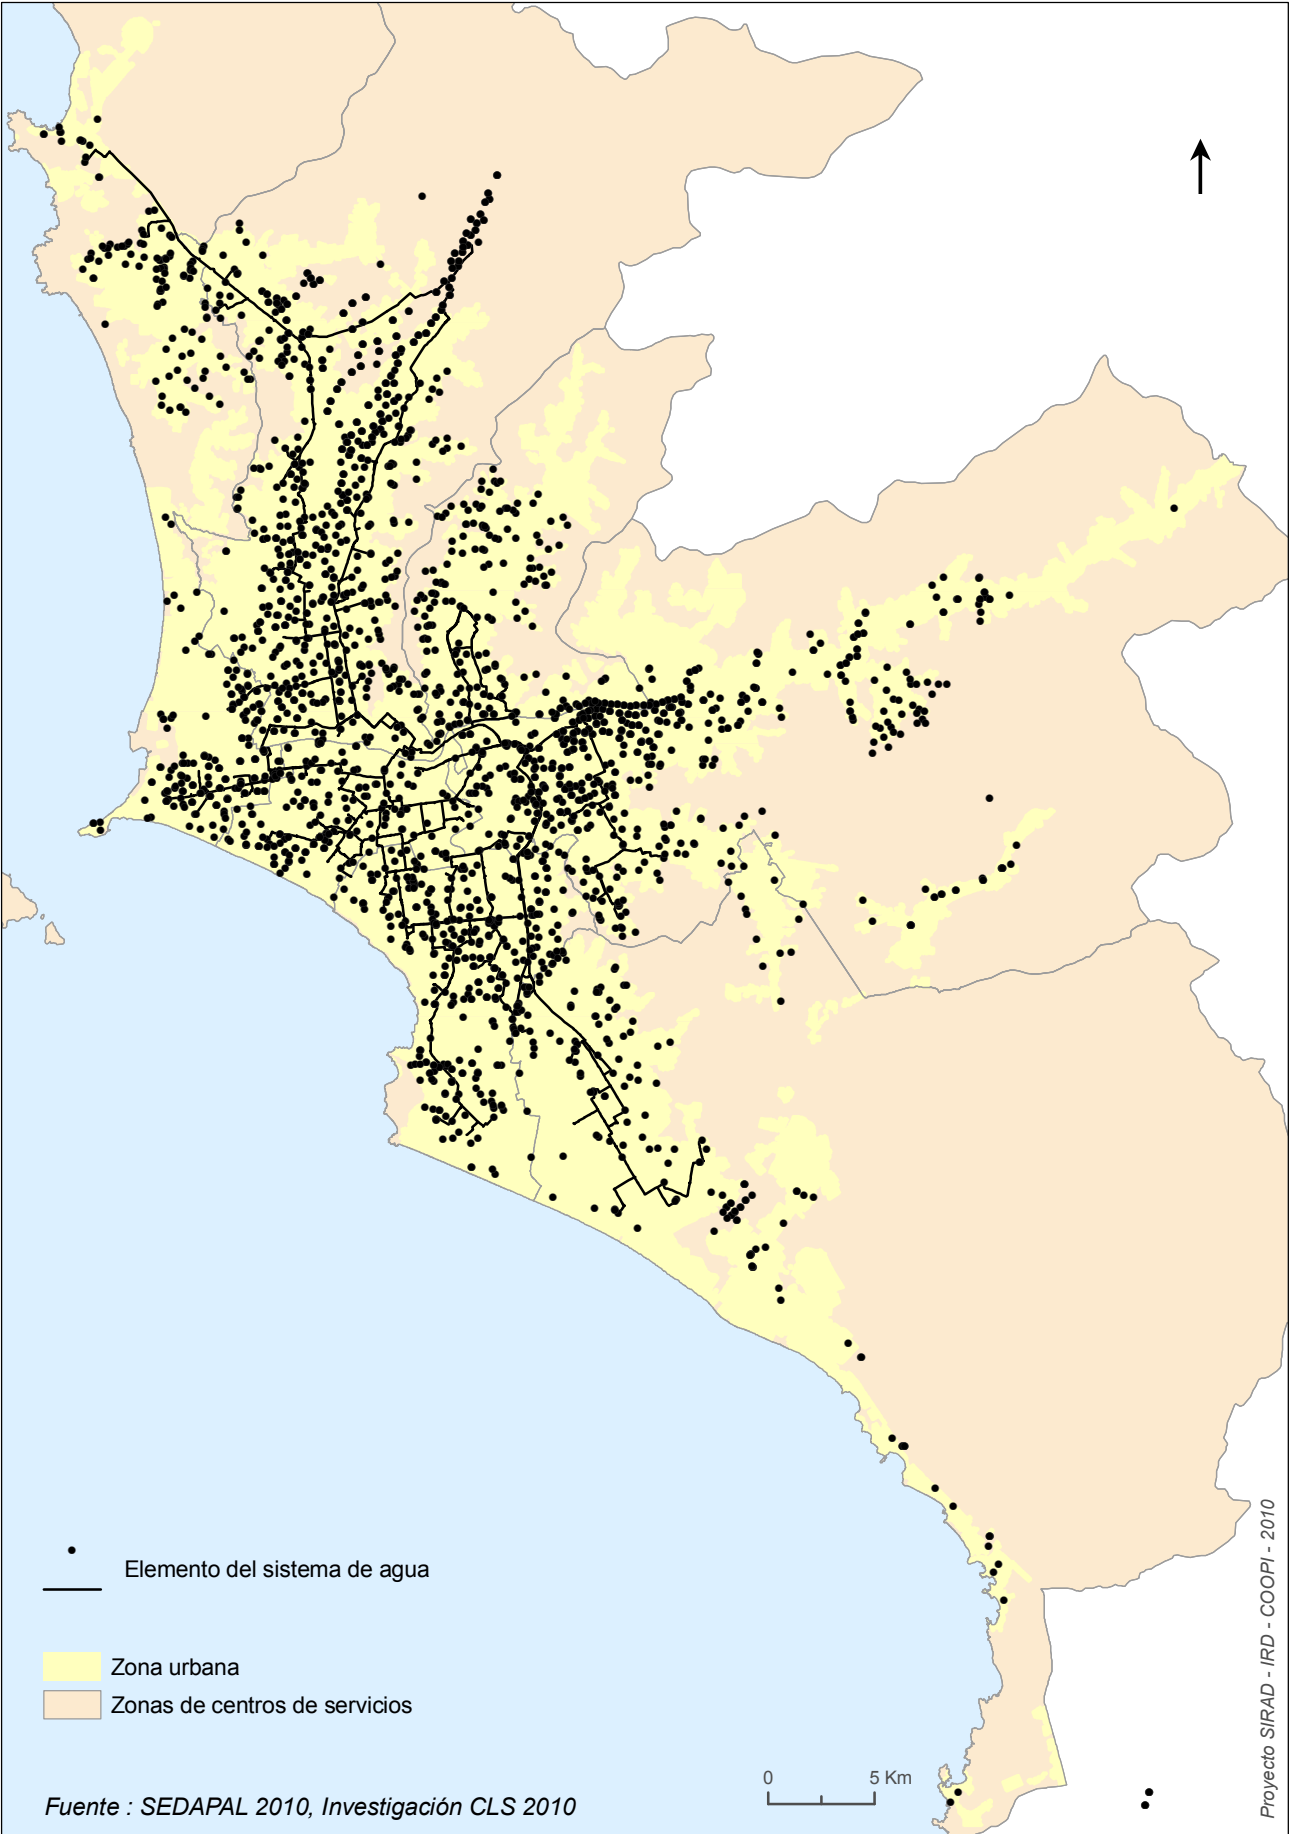 Elemento del sistema de agua
Zona urbana
Zonas de centros de servicios
Fuente : SEDAPAL 2010, Investigación CLS 2010
0 5 Km
Proyecto SIRAD - IRD - COOPI - 2010